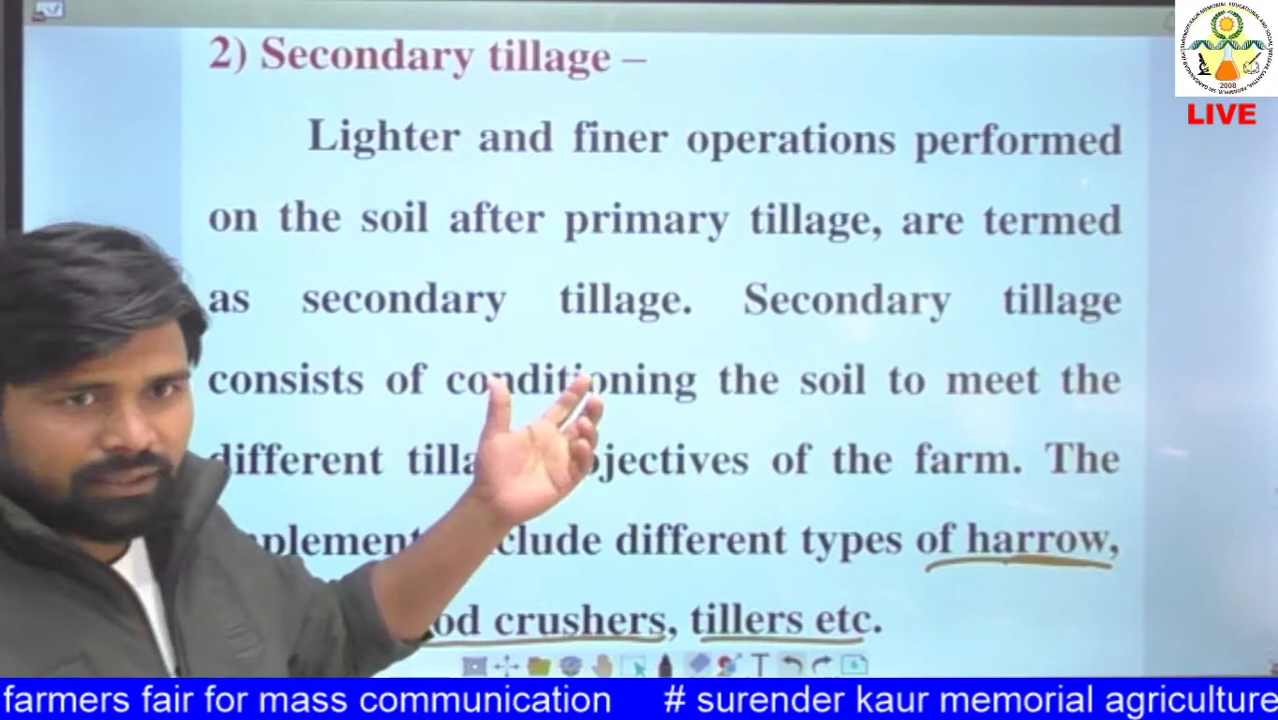 2) Secondary tillage –
Lighter and finer operations performed
on the soil after primary tillage, are termed
as secondary tillage. Secondary tillage
consists of conditioning the soil to meet the
different of the farm. The
different types of harrow,
crushers, tillers etc.
LIVE
2008
farmers fair for mass communication # surender kaur memorial agriculture